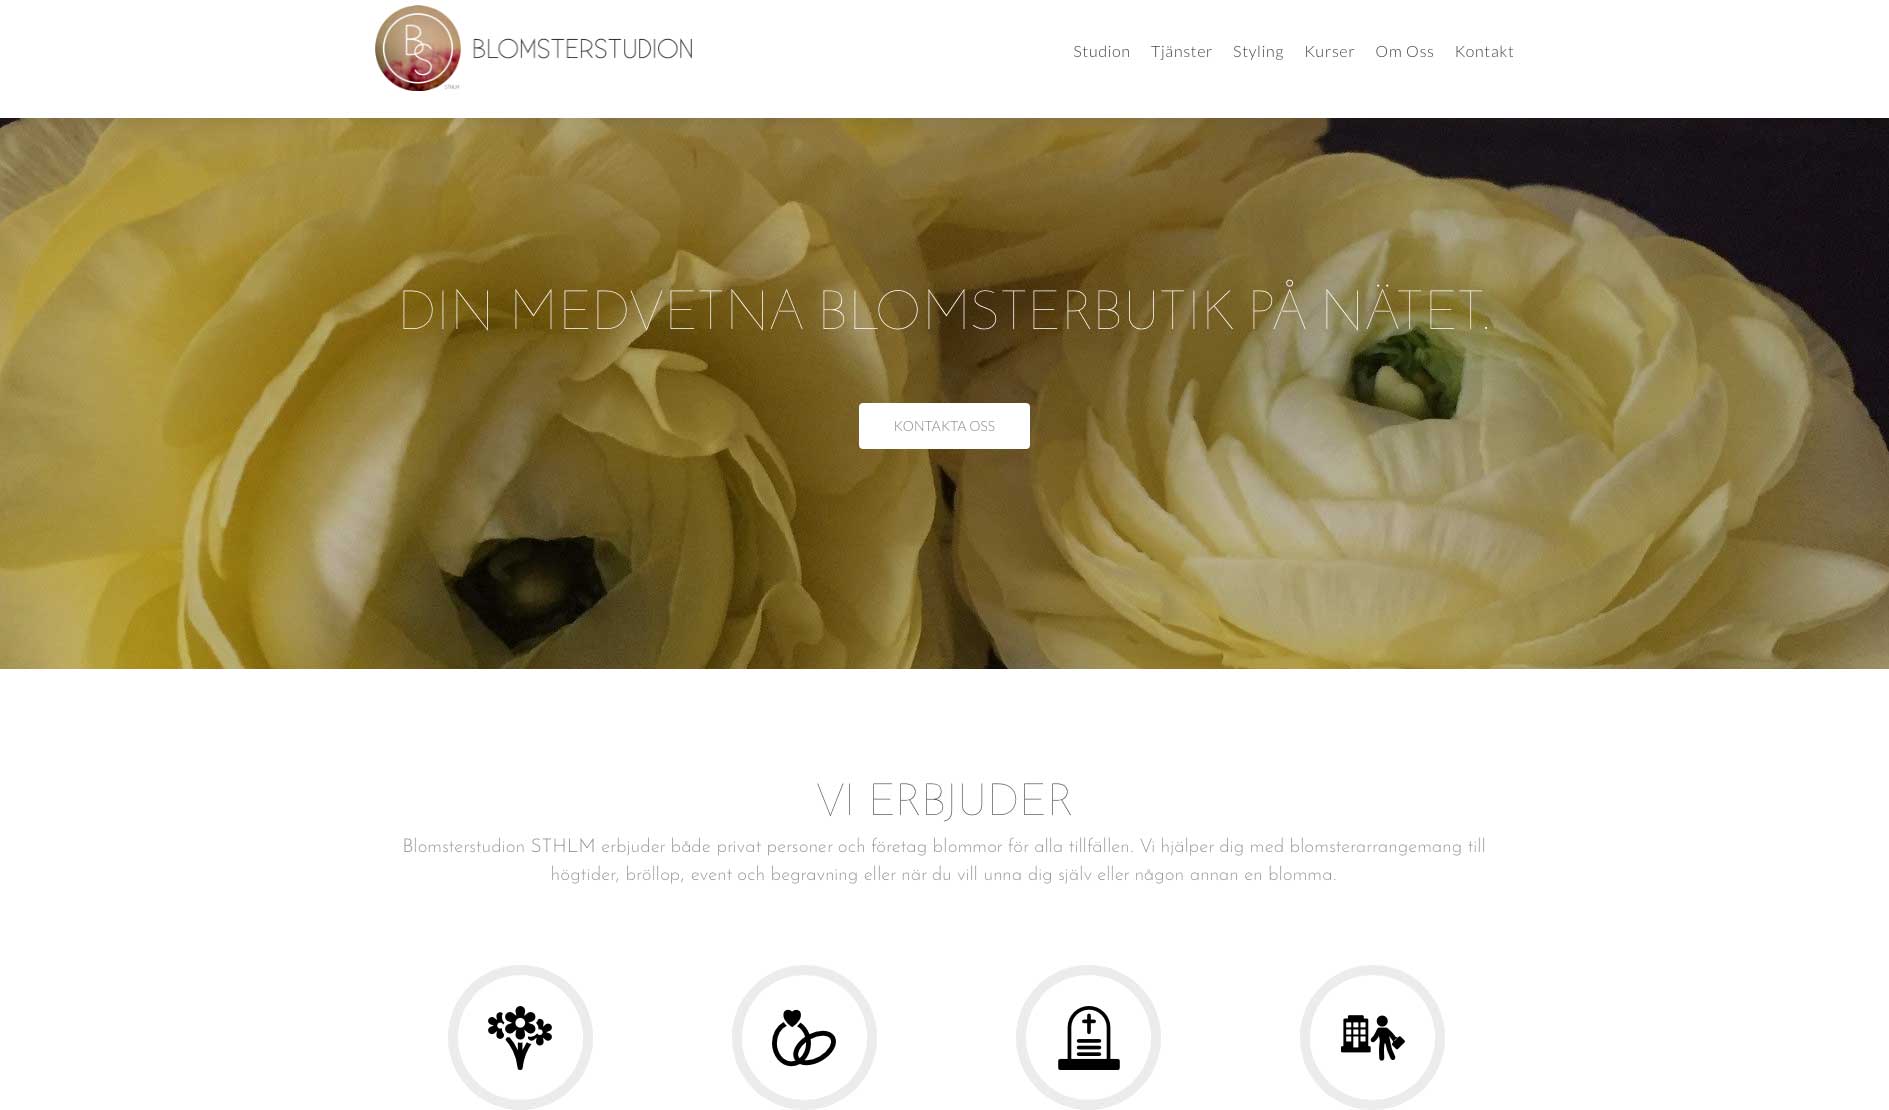 BS
STHLM
BLOMSTERSTUDION
Studion Tjänster Styling Kurser Om Oss Kontakt
DIN MEDVETNA BLOMSTERBUTIK PÅ NÄTET.
KONTAKTA OSS
VI ERBJUDER
Blomsterstudion STHLM erbjuder både privat personer och företag blommor för alla tillfällen. Vi hjälper dig med blomsterarrangemang till
högtider, bröllop, event och begravning eller när du vill unna dig själv eller någon annan en blomma.